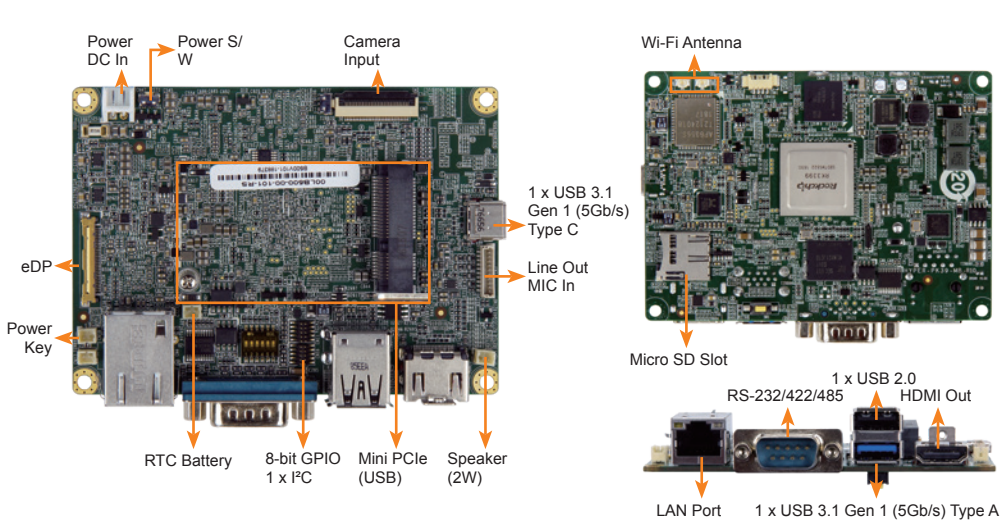 Power
DC In
Power S/
W
Camera
Input
1 x USB 3.1
Gen 1 (5Gb/s)
Type C
eDP
Line Out
MIC In
Power
Key
RTC Battery
8-bit GPIO
1 x I²C
Mini PCIe
(USB)
Speaker
(2W)
Wi-Fi Antenna
Rockchip
RK3399
20
Micro SD Slot
1 x USB 2.0
RS-232/422/485
HDMI Out
LAN Port
1 x USB 3.1 Gen 1 (5Gb/s) Type A